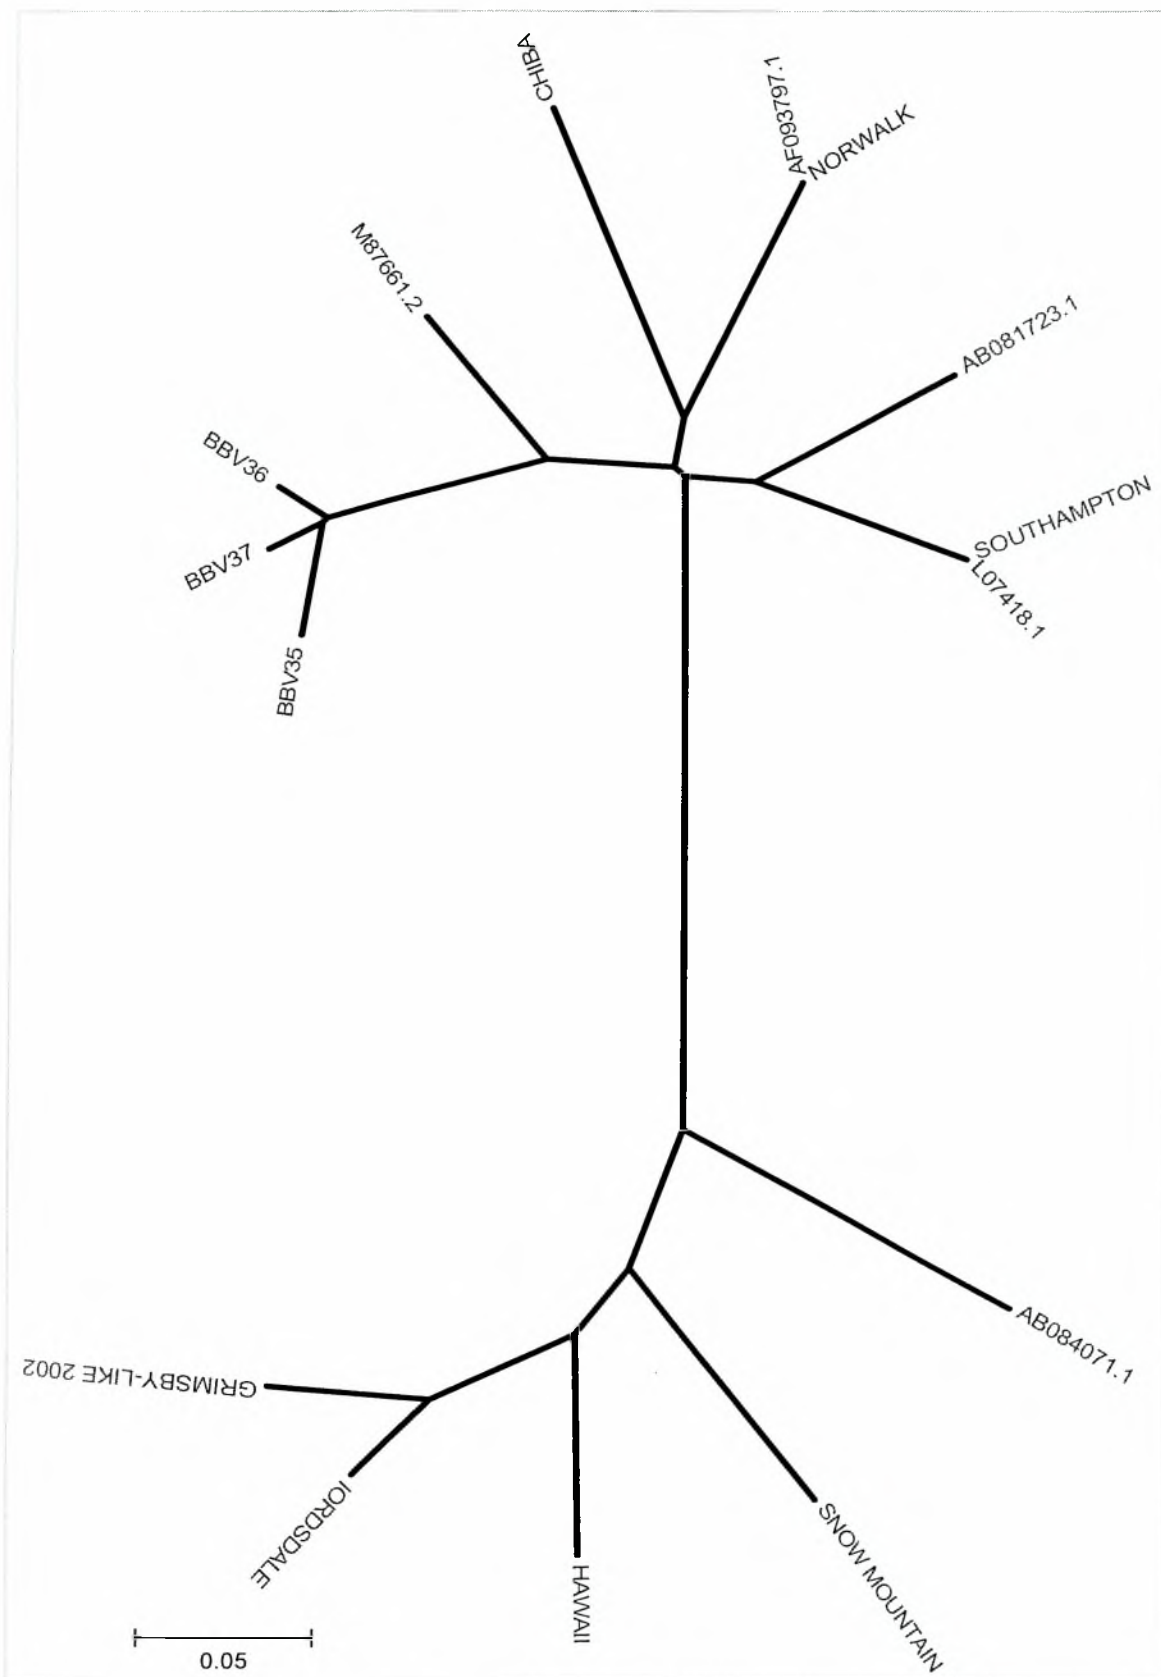 CHIBA
AF093797.1
NORWALK
M87661.2
AB081723.1
BBV36
SOUTHAMPTON
L07418.1
BBV37
BBV35
AB084071.1
GRIMSBY-LIKE 2002
lORDSDALE
SNOW MOUNTAIN
HAWAII
0.05